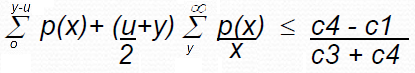 y-u ∑ o p(x) + (u+y)/2 ∞ ∑ y p(x)/x ≤ c4 - c1 / c3 + c4